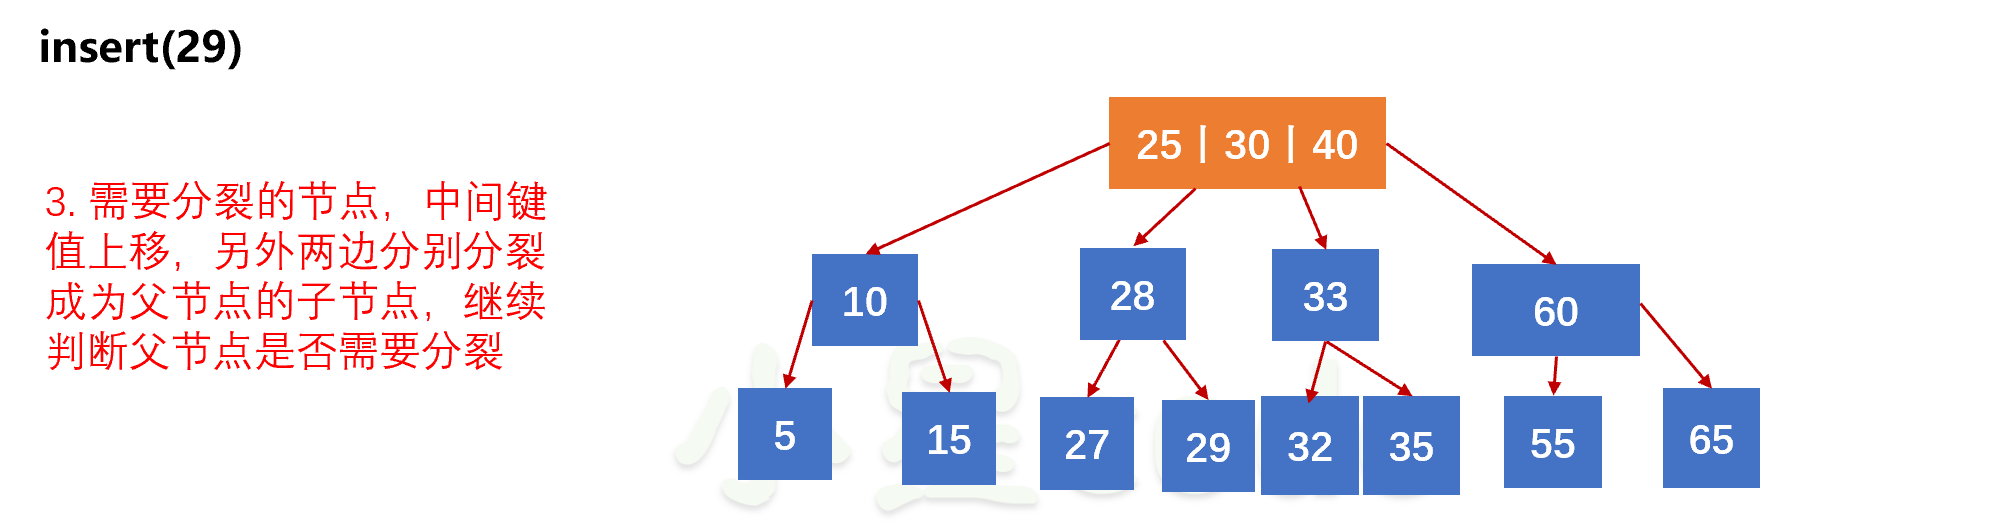 insert(29)
3. 需要分裂的节点，中间键
值上移，另外两边分别分裂
成为父节点的子节点，继续
判断父节点是否需要分裂
25 | 30 | 40
10
28
33
60
5
15
27
29
32
35
55
65